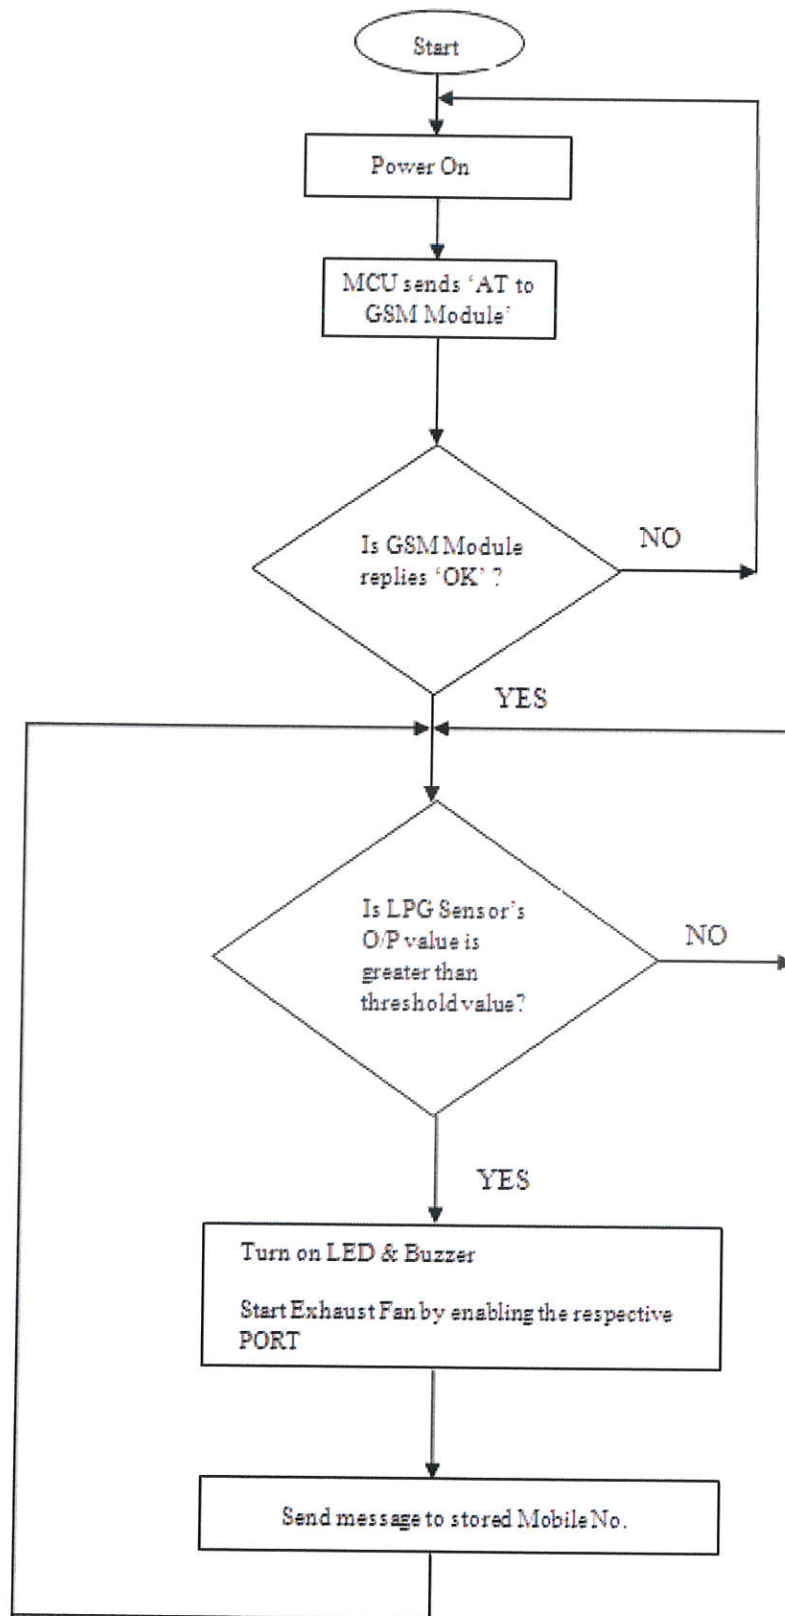 Start
Power On
MCU sends ‘AT to
GSM Module’
Is GSM Module
replies ‘OK’ ?
NO
YES
Is LPG Sensor’s
O/P value is
greater than
threshold value?
NO
YES
Turn on LED & Buzzer
Start Exhaust Fan by enabling the respective
PORT
Send message to stored Mobile No.